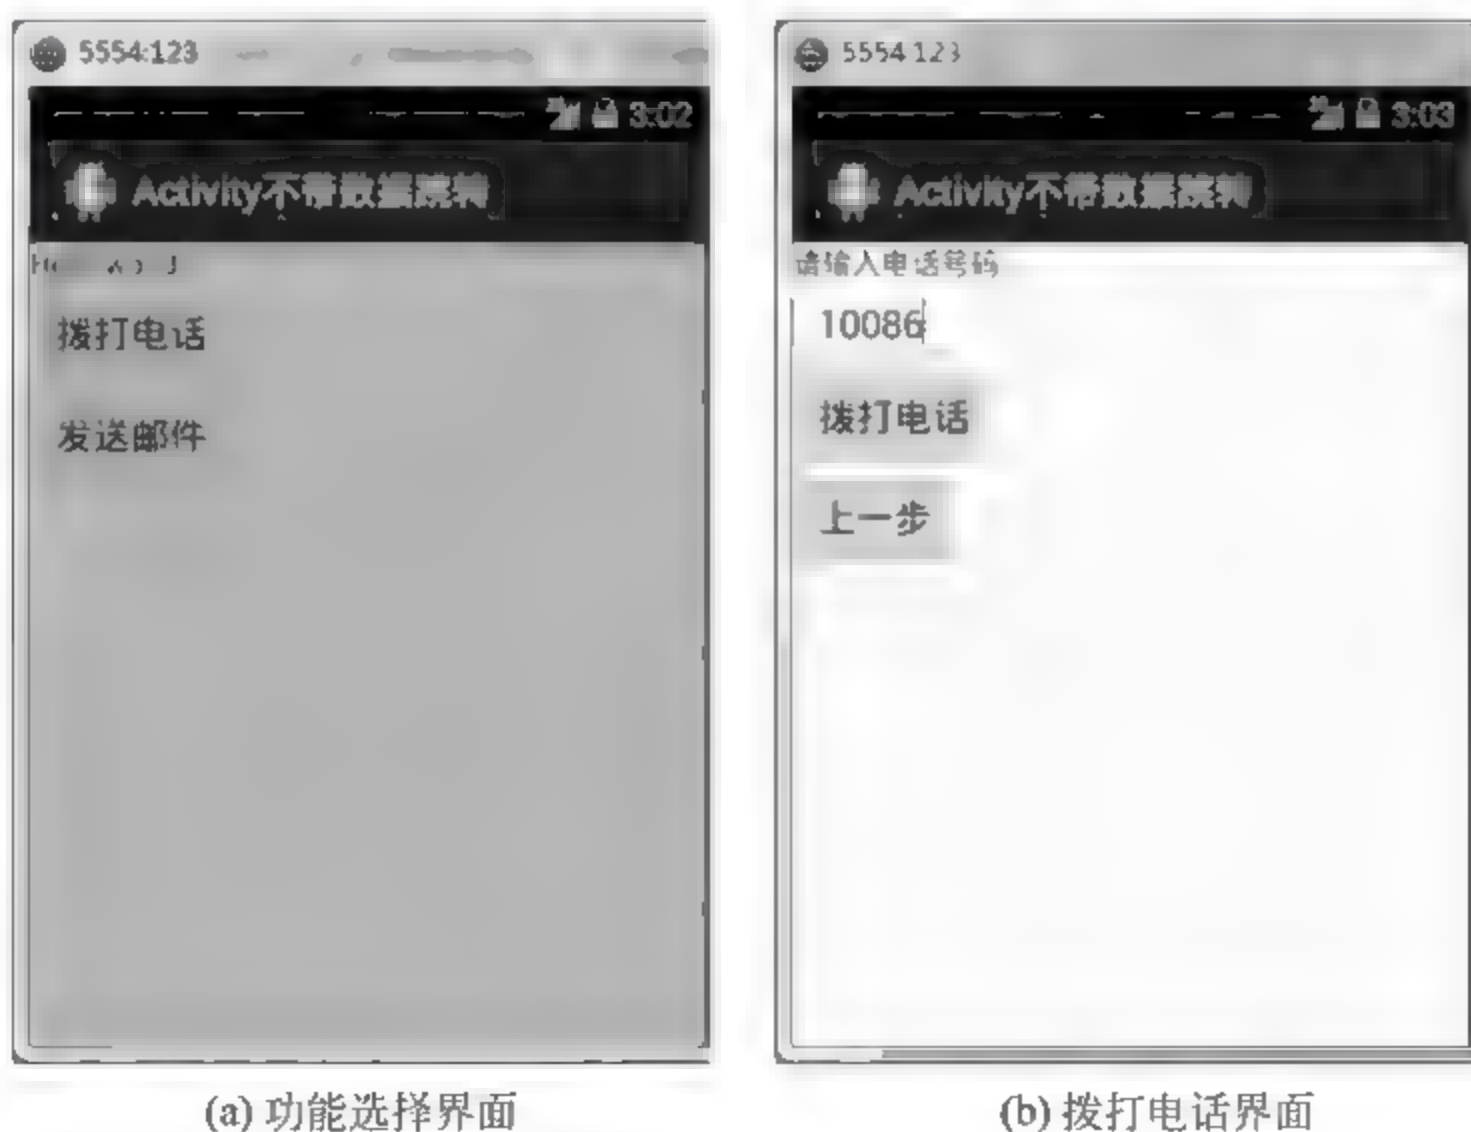 5554:123
3:02
Activity不带数据跳转
拨打电话
发送邮件
(a) 功能选择界面
5554:123
3:03
Activity不带数据跳转
请输入电话号码
10086
拨打电话
上一步
(b) 拨打电话界面